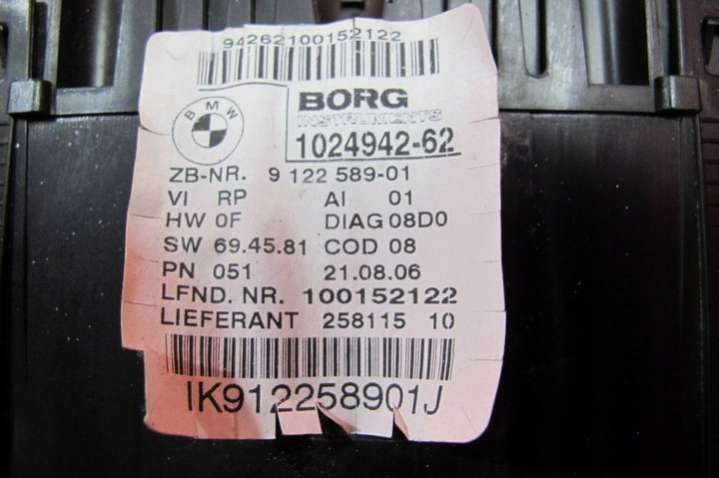 94262100152122
BMW
BORG
INSTRUMENTS
1024942-62
ZB-NR. 9 122 589-01
VI RP AI 01
HW 0F DIAG 08D0
SW 69.45.81 COD 08
PN 051 21.08.06
LFND. NR. 100152122
LIEFERANT 258115 10
IK912258901J